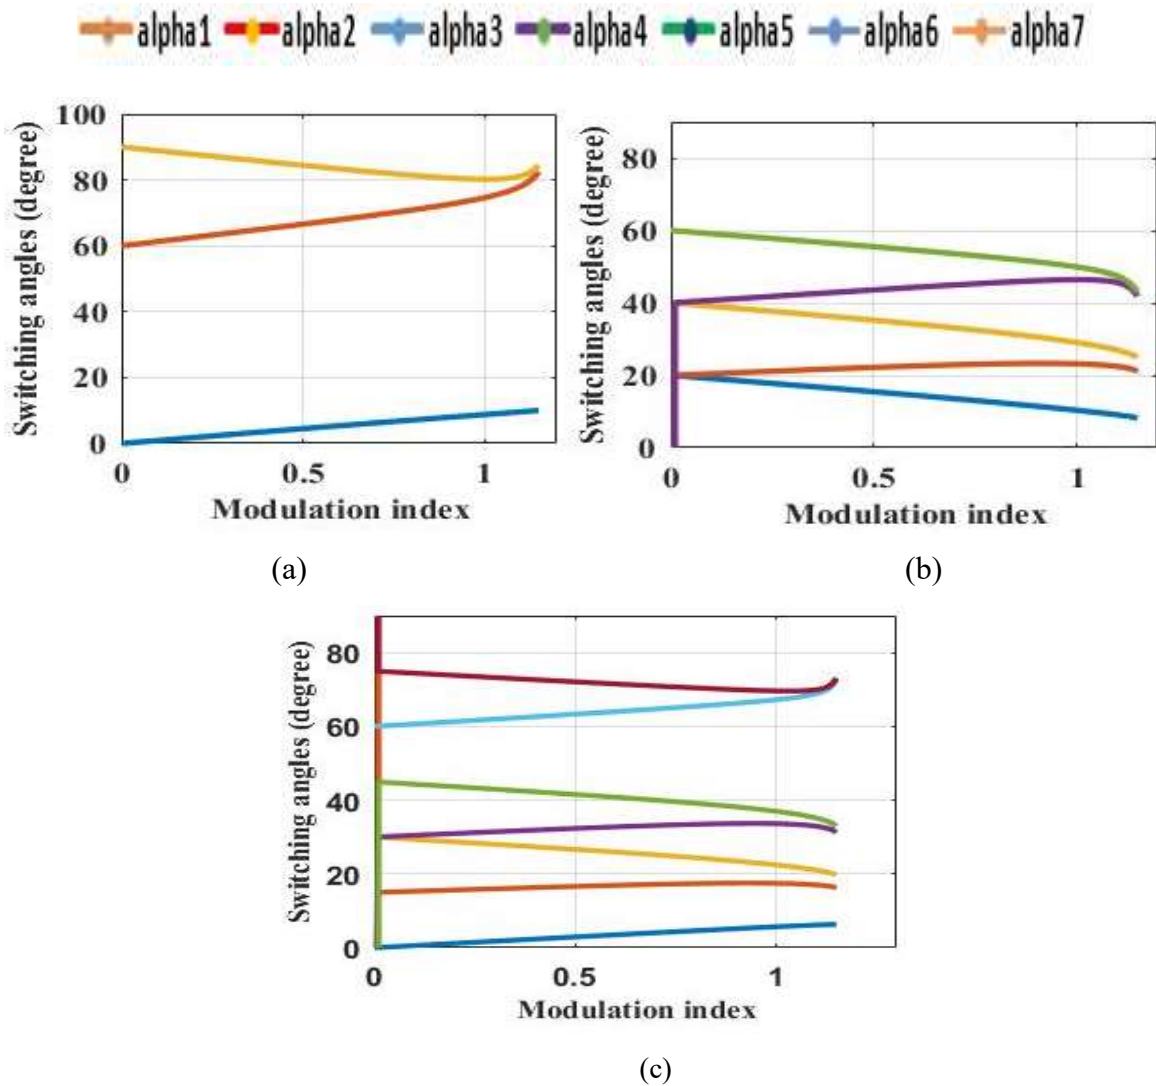 alpha1 alpha2 alpha3 alpha4 alpha5 alpha6 alpha7
100
80
60
40
20
0
Switching angles (degree)
0 0.5 1
Modulation index
(a)
80
60
40
20
0
Switching angles (degree)
0 0.5 1
Modulation index
(b)
80
60
40
20
0
Switching angles (degree)
0 0.5 1
Modulation index
(c)